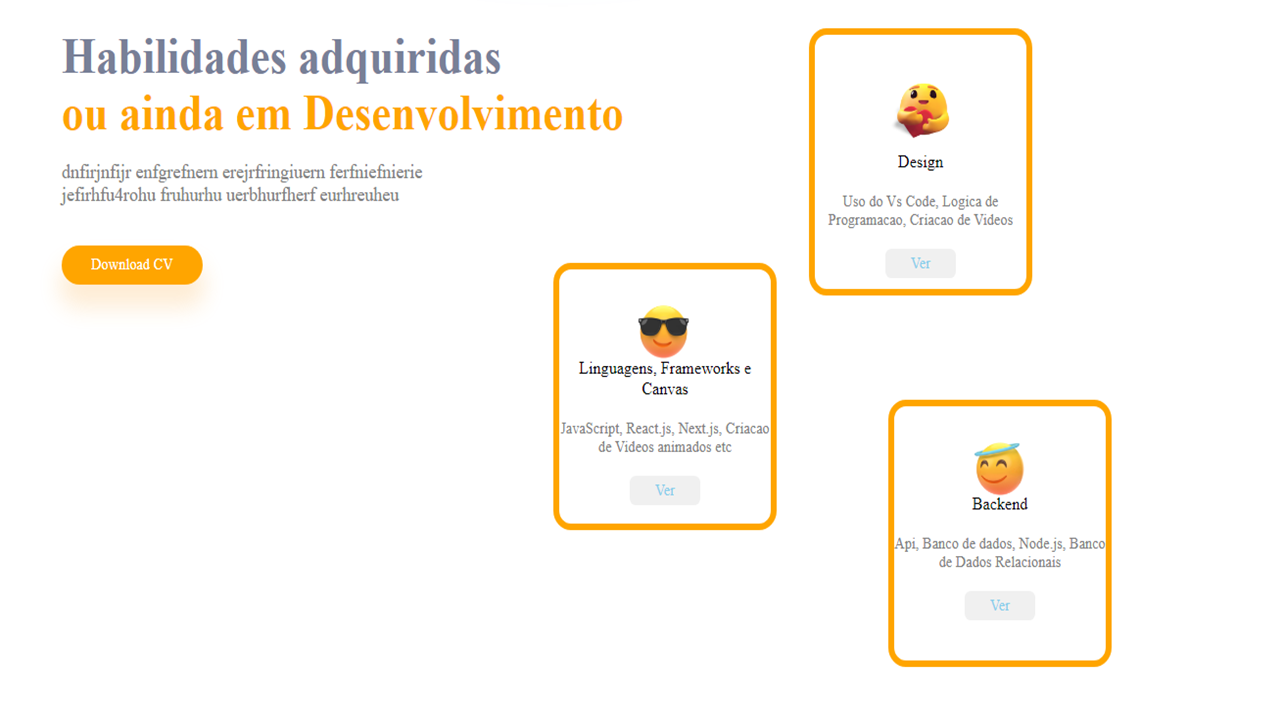 Habilidades adquiridas
ou ainda em Desenvolvimento
dnfirjnfijr enfgrefnern erejrfringiuern ferfniefnierie
jefirhfu4rohu fruhurhu uerbhurfherf eurhreuheu
Download CV
Design
Uso do Vs Code, Logica de
Programacao, Criacao de Videos
Ver
Linguagens, Frameworks e
Canvas
JavaScript, React.js, Next.js, Criacao
de Videos animados etc
Ver
Backend
Api, Banco de dados, Node.js, Banco
de Dados Relacionais
Ver